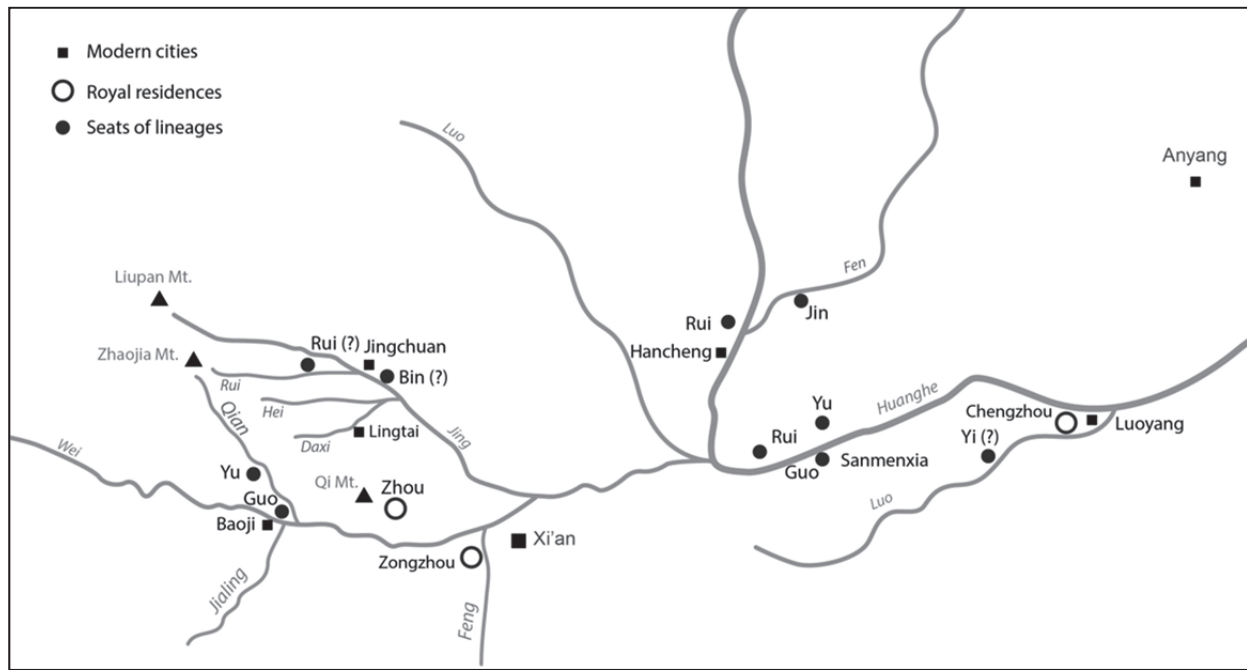 Modern cities
Royal residences
Seats of lineages
Luo
Anyang
Liupan Mt.
Fen
Jin
Rui
Hancheng
Zhaojia Mt.
Rui (?)
Jingchuan
Bin (?)
Rui
Hei
Qian
Daxi
Lingtai
Jing
Wei
Yu
Huanghe
Chengzhou
Luoyang
Yi (?)
Rui
Guo
Sanmenxia
Yu
Qi Mt.
Zhou
Guo
Baoji
Luo
Zongzhou
Xi'an
Jialing
Feng